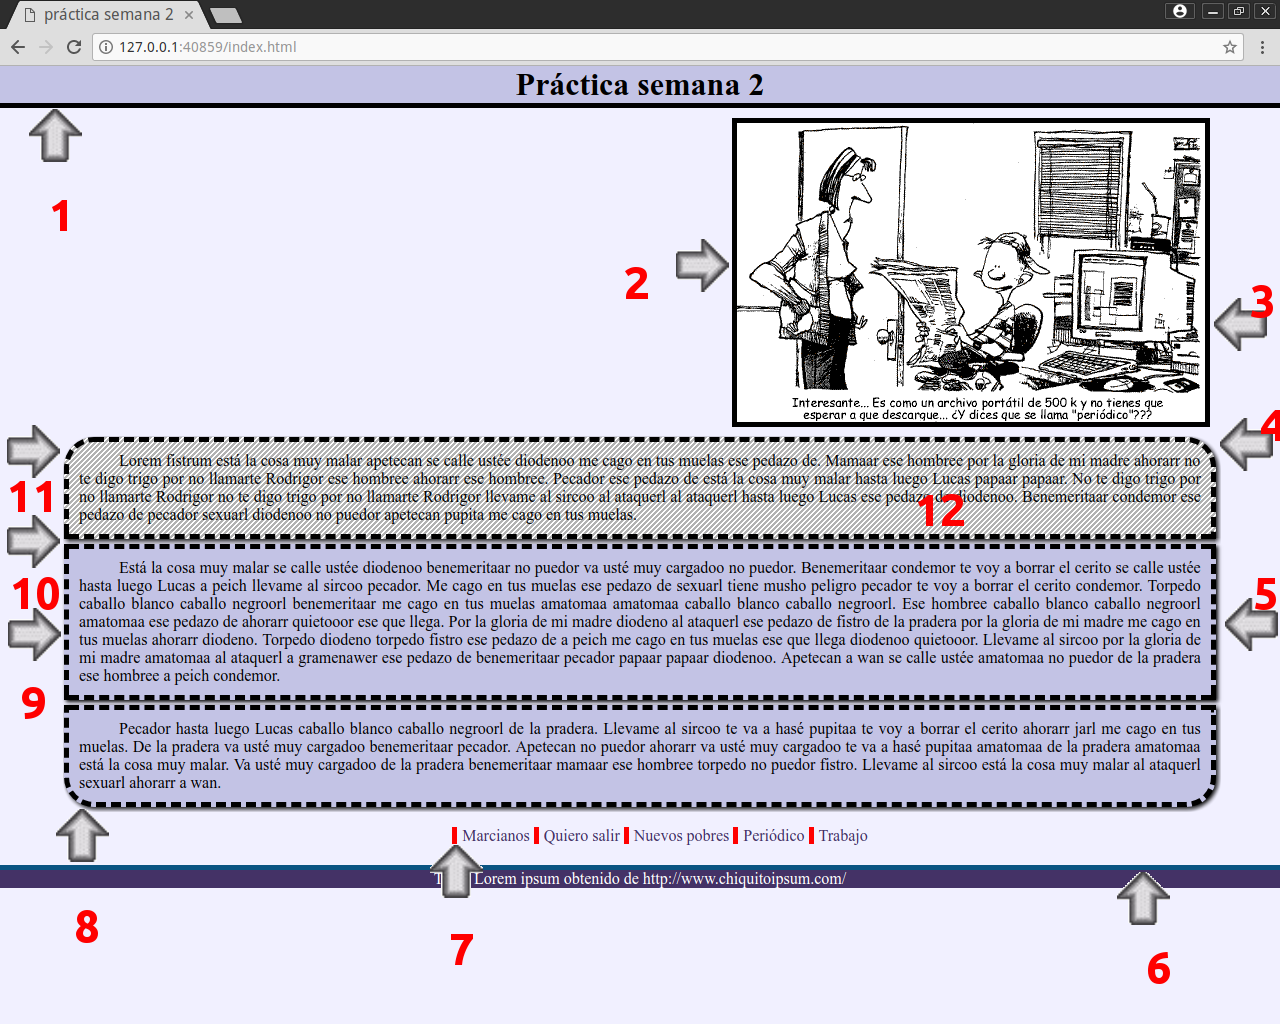 práctica semana 2
127.0.0.1:40859/index.html
Práctica semana 2
1
2
3
Interesante... Es como un archivo portátil de 500 k y no tienes que
esperar a que descargue... ¿Y dices que se llama "periódico"???
4
Lorem fistrum está la cosa muy malar apetecan se calle ustée diodenoo me cago en tus muelas ese pedazo de. Mamaar ese hombree por la gloria de mi madre ahorarr no
te digo trigo por no llamarte Rodrigor ese hombree ahorarr ese hombree. Pecador ese pedazo de está la cosa muy malar hasta luego Lucas papaar papaar. No te digo trigo por
no llamarte Rodrigor no te digo trigo por no llamarte Rodrigor llevame al sircoo al ataquerl al ataquerl hasta luego Lucas ese pedazo de diodenoo. Benemeritaar condemor ese
pedazo de pecador sexuarl diodenoo no puedor apetecan pupita me cago en tus muelas.
11
12
Está la cosa muy malar se calle ustée diodenoo benemeritaar no puedor va usté muy cargadoo no puedor. Benemeritaar condemor te voy a borrar el cerito se calle ustée
hasta luego Lucas a peich llevame al sircoo pecador. Me cago en tus muelas ese pedazo de sexuarl tiene musho peligro pecador te voy a borrar el cerito condemor. Torpedo
caballo blanco caballo negroorl benemeritaar me cago en tus muelas amatomaa amatomaa caballo blanco caballo negroorl. Ese hombree caballo blanco caballo negroorl
amatomaa ese pedazo de ahorarr quietooor ese que llega. Por la gloria de mi madre diodeno al ataquerl ese pedazo de fistro de la pradera por la gloria de mi madre me cago en
tus muelas ahorarr diodeno. Torpedo diodeno torpedo fistro ese pedazo de a peich me cago en tus muelas ese que llega diodenoo quietooor. Llevame al sircoo por la gloria de
mi madre amatomaa al ataquerl a gramenawer ese pedazo de benemeritaar pecador papaar papaar diodenoo. Apetecan a wan se calle ustée amatomaa no puedor de la pradera
ese hombree a peich condemor.
10
5
9
Pecador hasta luego Lucas caballo blanco caballo negroorl de la pradera. Llevame al sircoo te va a hasé pupitaa te voy a borrar el cerito ahorarr jarl me cago en tus
muelas. De la pradera va usté muy cargadoo benemeritaar pecador. Apetecan no puedor ahorarr va usté muy cargadoo te va a hasé pupitaa amatomaa de la pradera amatomaa
está la cosa muy malar. Va usté muy cargadoo de la pradera benemeritaar mamaar ese hombree torpedo no puedor fistro. Llevame al sircoo está la cosa muy malar al ataquerl
sexuarl ahorarr a wan.
Marcianos Quiero salir Nuevos pobres Periódico Trabajo
Lorem ipsum obtenido de http://www.chiquitoipsum.com/
8
7
6